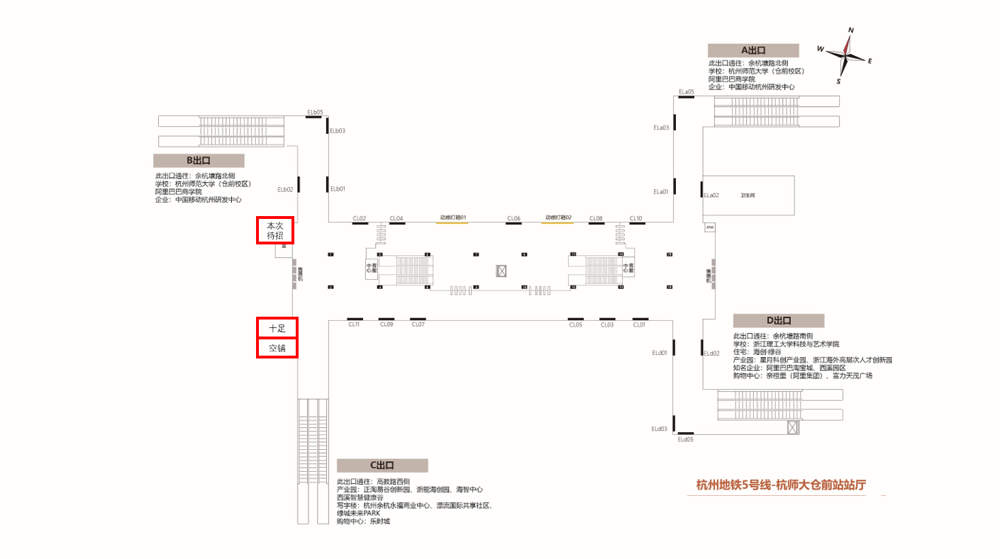 N
W
E
S
A出口
此出口通往：余杭塘路北侧
学校：杭州师范大学（仓前校区）
阿里巴巴商学院
企业：中国移动杭州研发中心
ELa05
ELb05
ELb03
ELa03
B出口
此出口通往：余杭塘路北侧
学校：杭州师范大学（仓前校区）
阿里巴巴商学院
企业：中国移动杭州研发中心
ELb02
ELb01
ELa01
ELa02
卫生间
本次
待招
室
CL02
CL04
动感灯箱01
CL06
动感灯箱02
CL08
CL10
ATM
1
3
5
7
9
13
14
15
客服
中心
客服
中心
售票机
售票机
2
4
6
8
10
12
十足
空铺
CL11
CL09
CL07
CL05
CL03
CL01
ELd01
ELd02
D出口
此出口通往：余杭塘路南侧
学校：浙江理工大学科技与艺术学院
住宅：海创·绿谷
产业园：星月科创产业园、浙江海外高层次人才创新园
知名企业：阿里巴巴淘宝城、西溪园区
购物中心：亲橙里（阿里集团）、富力天茂广场
ELd03
ELd05
C出口
此出口通往：高教路西侧
产业园：正淘易谷创新园、浙能海创园、海智中心
西溪智慧健康谷
写字楼：杭州余杭永福商业中心、漂流国际共享社区、
绿城未来PARK
购物中心：乐时城
杭州地铁5号线-杭师大仓前站站厅